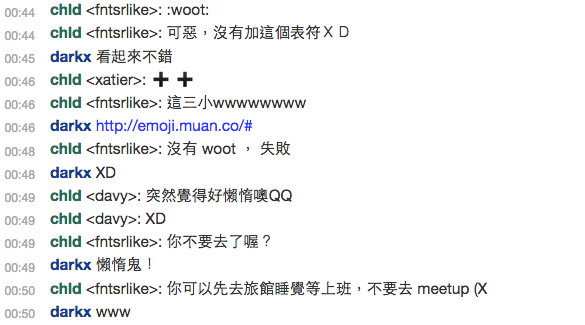 00:44 chld <fntsrlike>: :woot:
00:44 chld <fntsrlike>: 可惡，沒有加這個表符ＸＤ
00:45 darkx 看起來不錯
00:46 chld <xatier>: ➕ ➕
00:46 chld <fntsrlike>: 這三小wwwwwwww
00:46 darkx http://emoji.muan.co/#
00:48 chld <fntsrlike>: 沒有 woot ， 失敗
00:48 darkx XD
00:49 chld <davy>: 突然覺得好懶惰噢QQ
00:49 chld <davy>: XD
00:49 chld <fntsrlike>: 你不要去了喔？
00:49 darkx 懶惰鬼！
00:50 chld <fntsrlike>: 你可以先去旅館睡覺等上班，不要去 meetup (X
00:50 darkx www